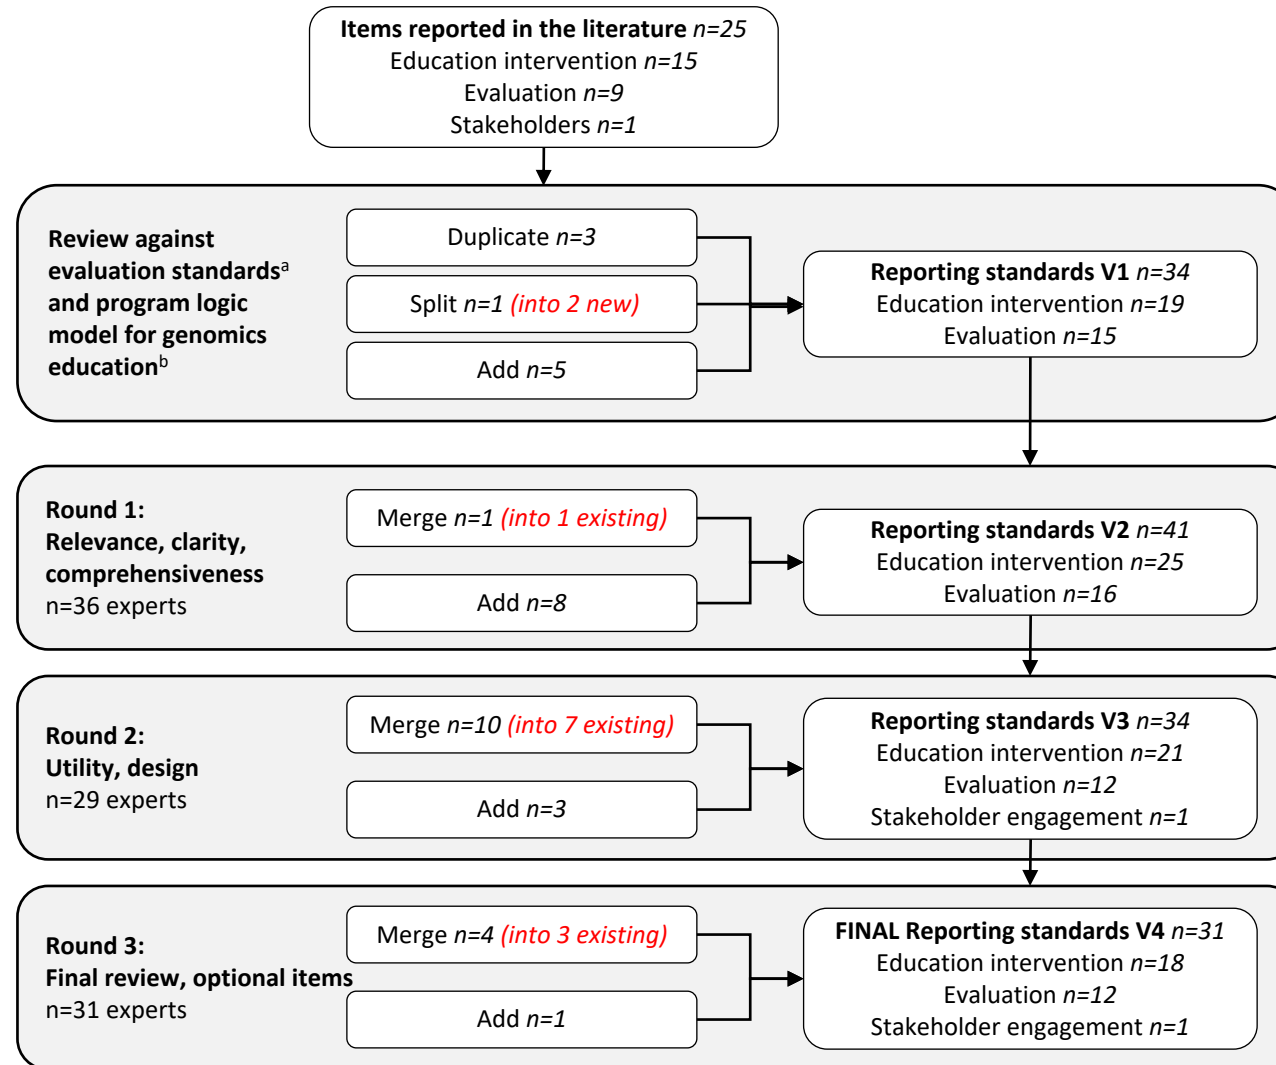 Items reported in the literature n=25
Education intervention n=15
Evaluation n=9
Stakeholders n=1
Review against
evaluation standardsᵃ
and program logic
model for genomics
educationᵇ
Duplicate n=3
Split n=1 (into 2 new)
Add n=5
Reporting standards V1 n=34
Education intervention n=19
Evaluation n=15
Round 1:
Relevance, clarity,
comprehensiveness
n=36 experts
Merge n=1 (into 1 existing)
Add n=8
Reporting standards V2 n=41
Education intervention n=25
Evaluation n=16
Round 2:
Utility, design
n=29 experts
Merge n=10 (into 7 existing)
Add n=3
Reporting standards V3 n=34
Education intervention n=21
Evaluation n=12
Stakeholder engagement n=1
Round 3:
Final review, optional items
n=31 experts
Merge n=4 (into 3 existing)
Add n=1
FINAL Reporting standards V4 n=31
Education intervention n=18
Evaluation n=12
Stakeholder engagement n=1